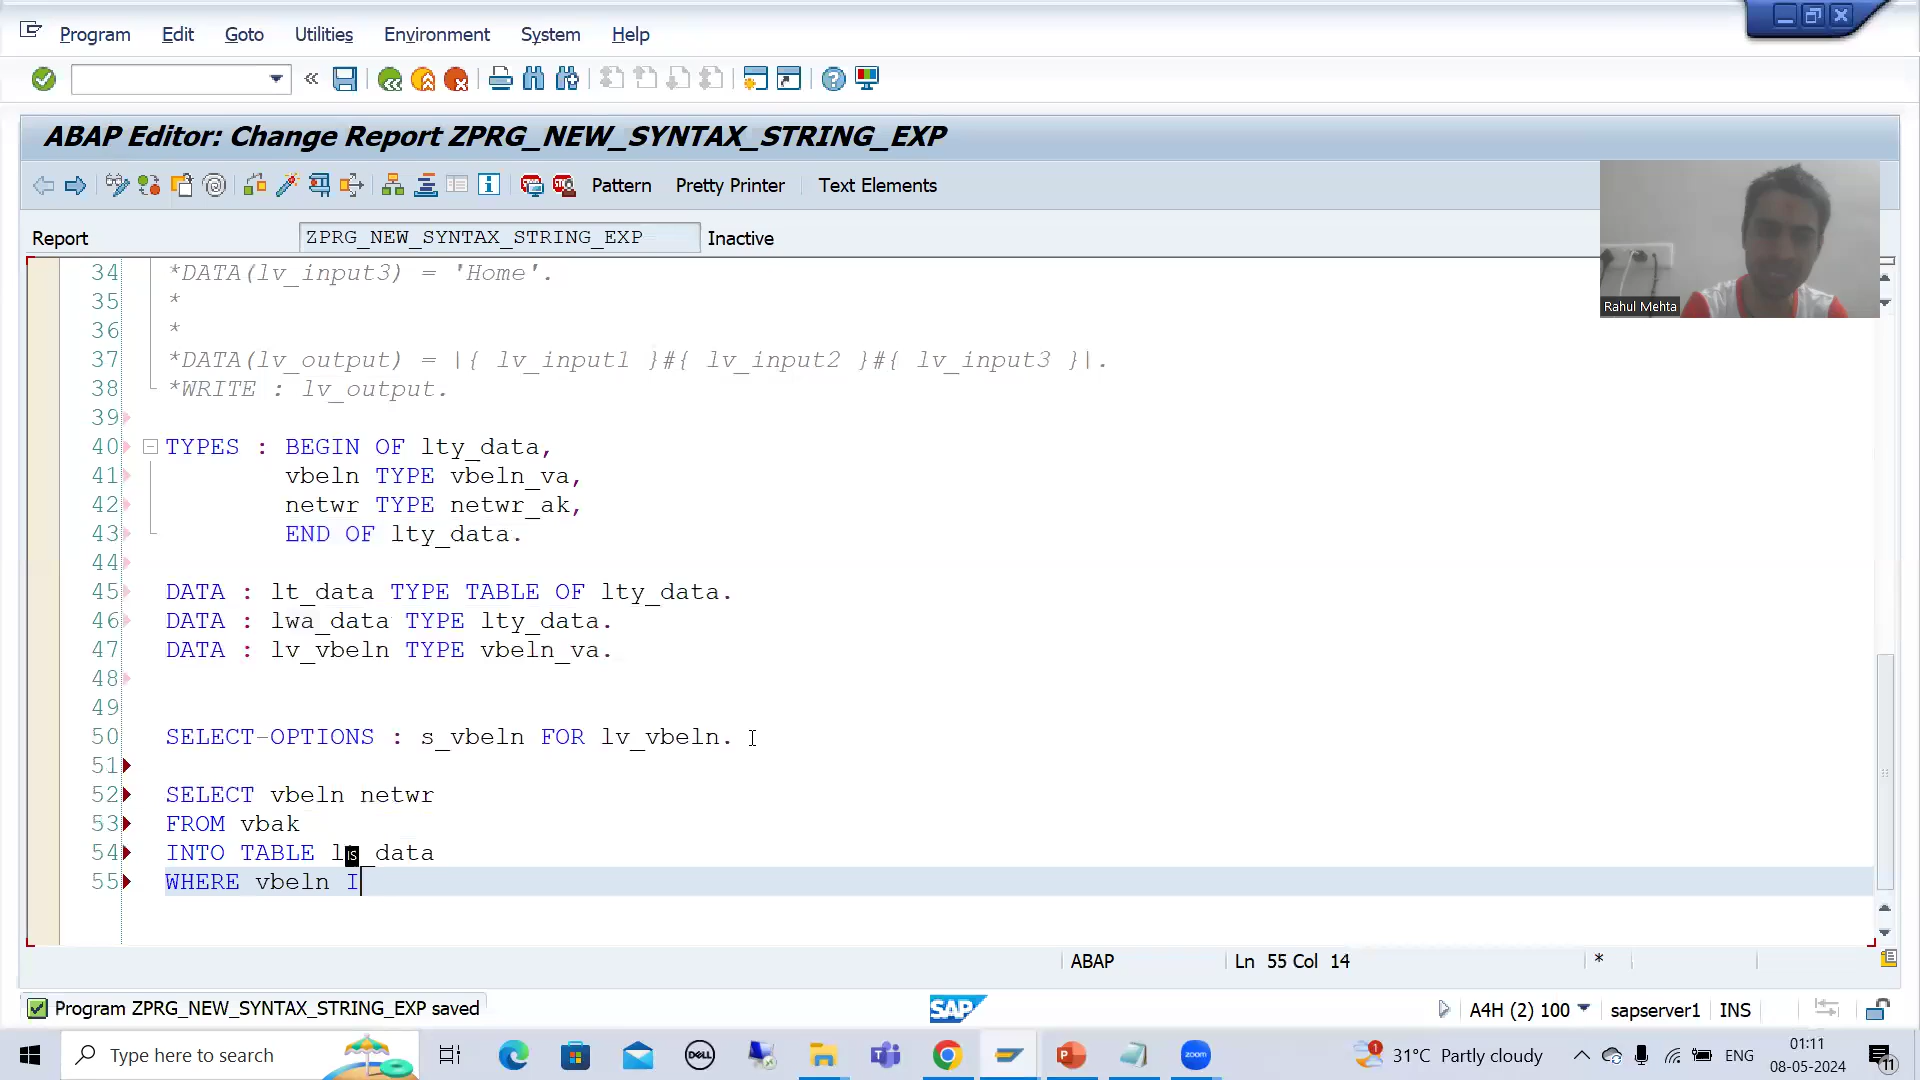 Program Edit Goto Utilities Environment System Help
ABAP Editor: Change Report ZPRG_NEW_SYNTAX_STRING_EXP
Pattern Pretty Printer Text Elements
Report ZPRG_NEW_SYNTAX_STRING_EXP Inactive
Rahul Mehta
34 *DATA(lv_input3) = 'Home'.
35 *
36 *
37 *DATA(lv_output) = |{ lv_input1 }#{ lv_input2 }#{ lv_input3 }|.
38 *WRITE : lv_output.
39
40 TYPES : BEGIN OF lty_data,
41 vbeln TYPE vbeln_va,
42 netwr TYPE netwr_ak,
43 END OF lty_data.
44
45 DATA : lt_data TYPE TABLE OF lty_data.
46 DATA : lwa_data TYPE lty_data.
47 DATA : lv_vbeln TYPE vbeln_va.
48
49
50 SELECT-OPTIONS : s_vbeln FOR lv_vbeln.
51
52 SELECT vbeln netwr
53 FROM vbak
54 INTO TABLE l _data
IS
55 WHERE vbeln I
ABAP Ln 55 Col 14 *
Program ZPRG_NEW_SYNTAX_STRING_EXP saved
SAP
A4H (2) 100 sapserver1 INS
Type here to search
DELL
zoom
1
31°C Partly cloudy
ENG
01:11
08-05-2024
11